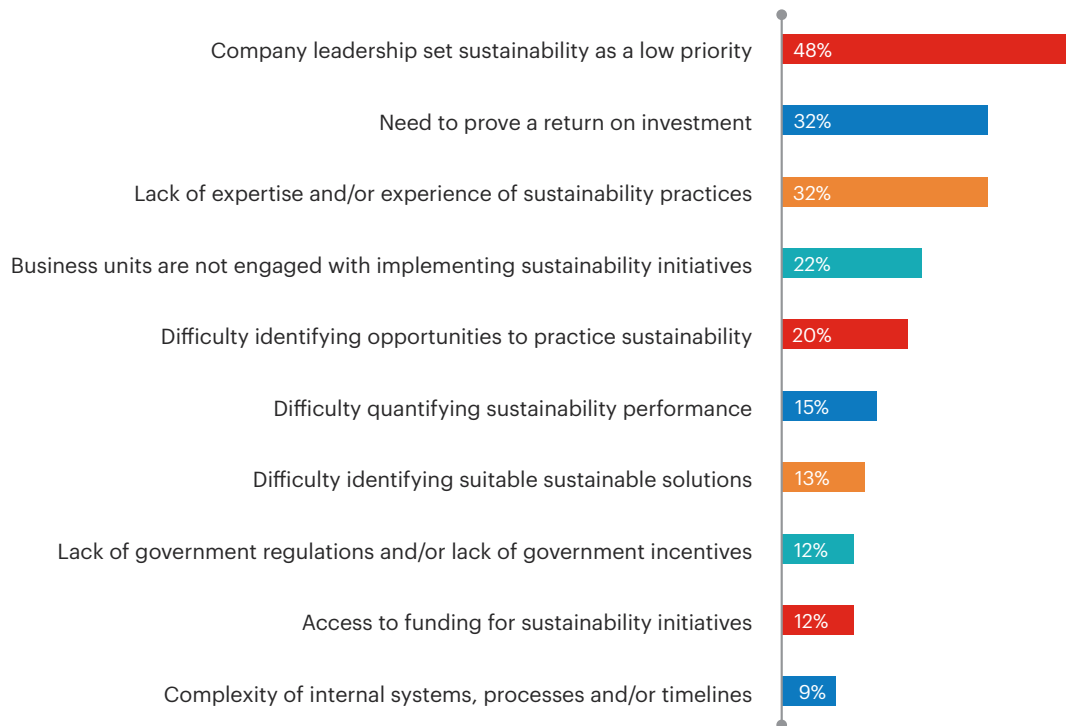 Company leadership set sustainability as a low priority 48%
Need to prove a return on investment 32%
Lack of expertise and/or experience of sustainability practices 32%
Business units are not engaged with implementing sustainability initiatives 22%
Difficulty identifying opportunities to practice sustainability 20%
Difficulty quantifying sustainability performance 15%
Difficulty identifying suitable sustainable solutions 13%
Lack of government regulations and/or lack of government incentives 12%
Access to funding for sustainability initiatives 12%
Complexity of internal systems, processes and/or timelines 9%